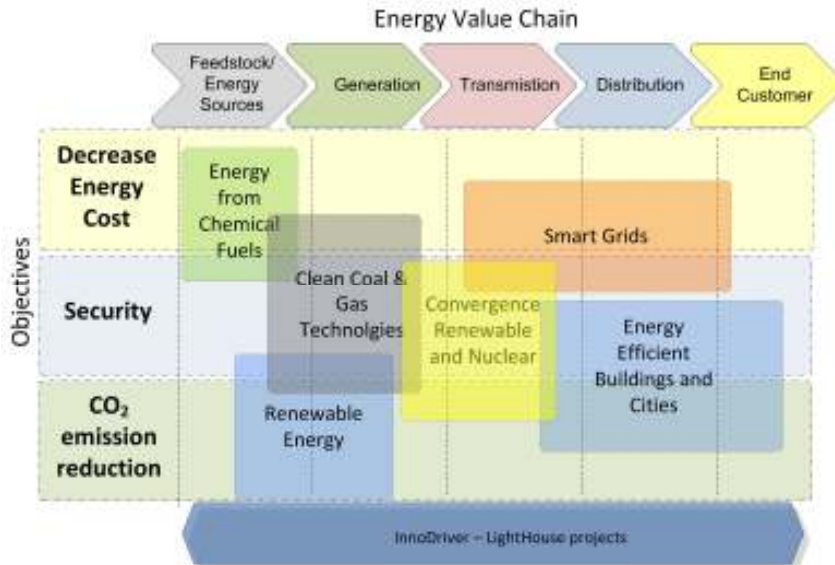 Energy Value Chain
Feedstock/
Energy
Sources
Generation
Transmistion
Distribution
End
Customer
Objectives
Decrease
Energy
Cost
Energy
from
Chemical
Fuels
Smart Grids
Security
Clean Coal &
Gas
Technolgies
Convergence
Renewable
and Nuclear
Energy
Efficient
Buildings and
Cities
CO₂
emission
reduction
Renewable
Energy
InnoDriver – LightHouse projects